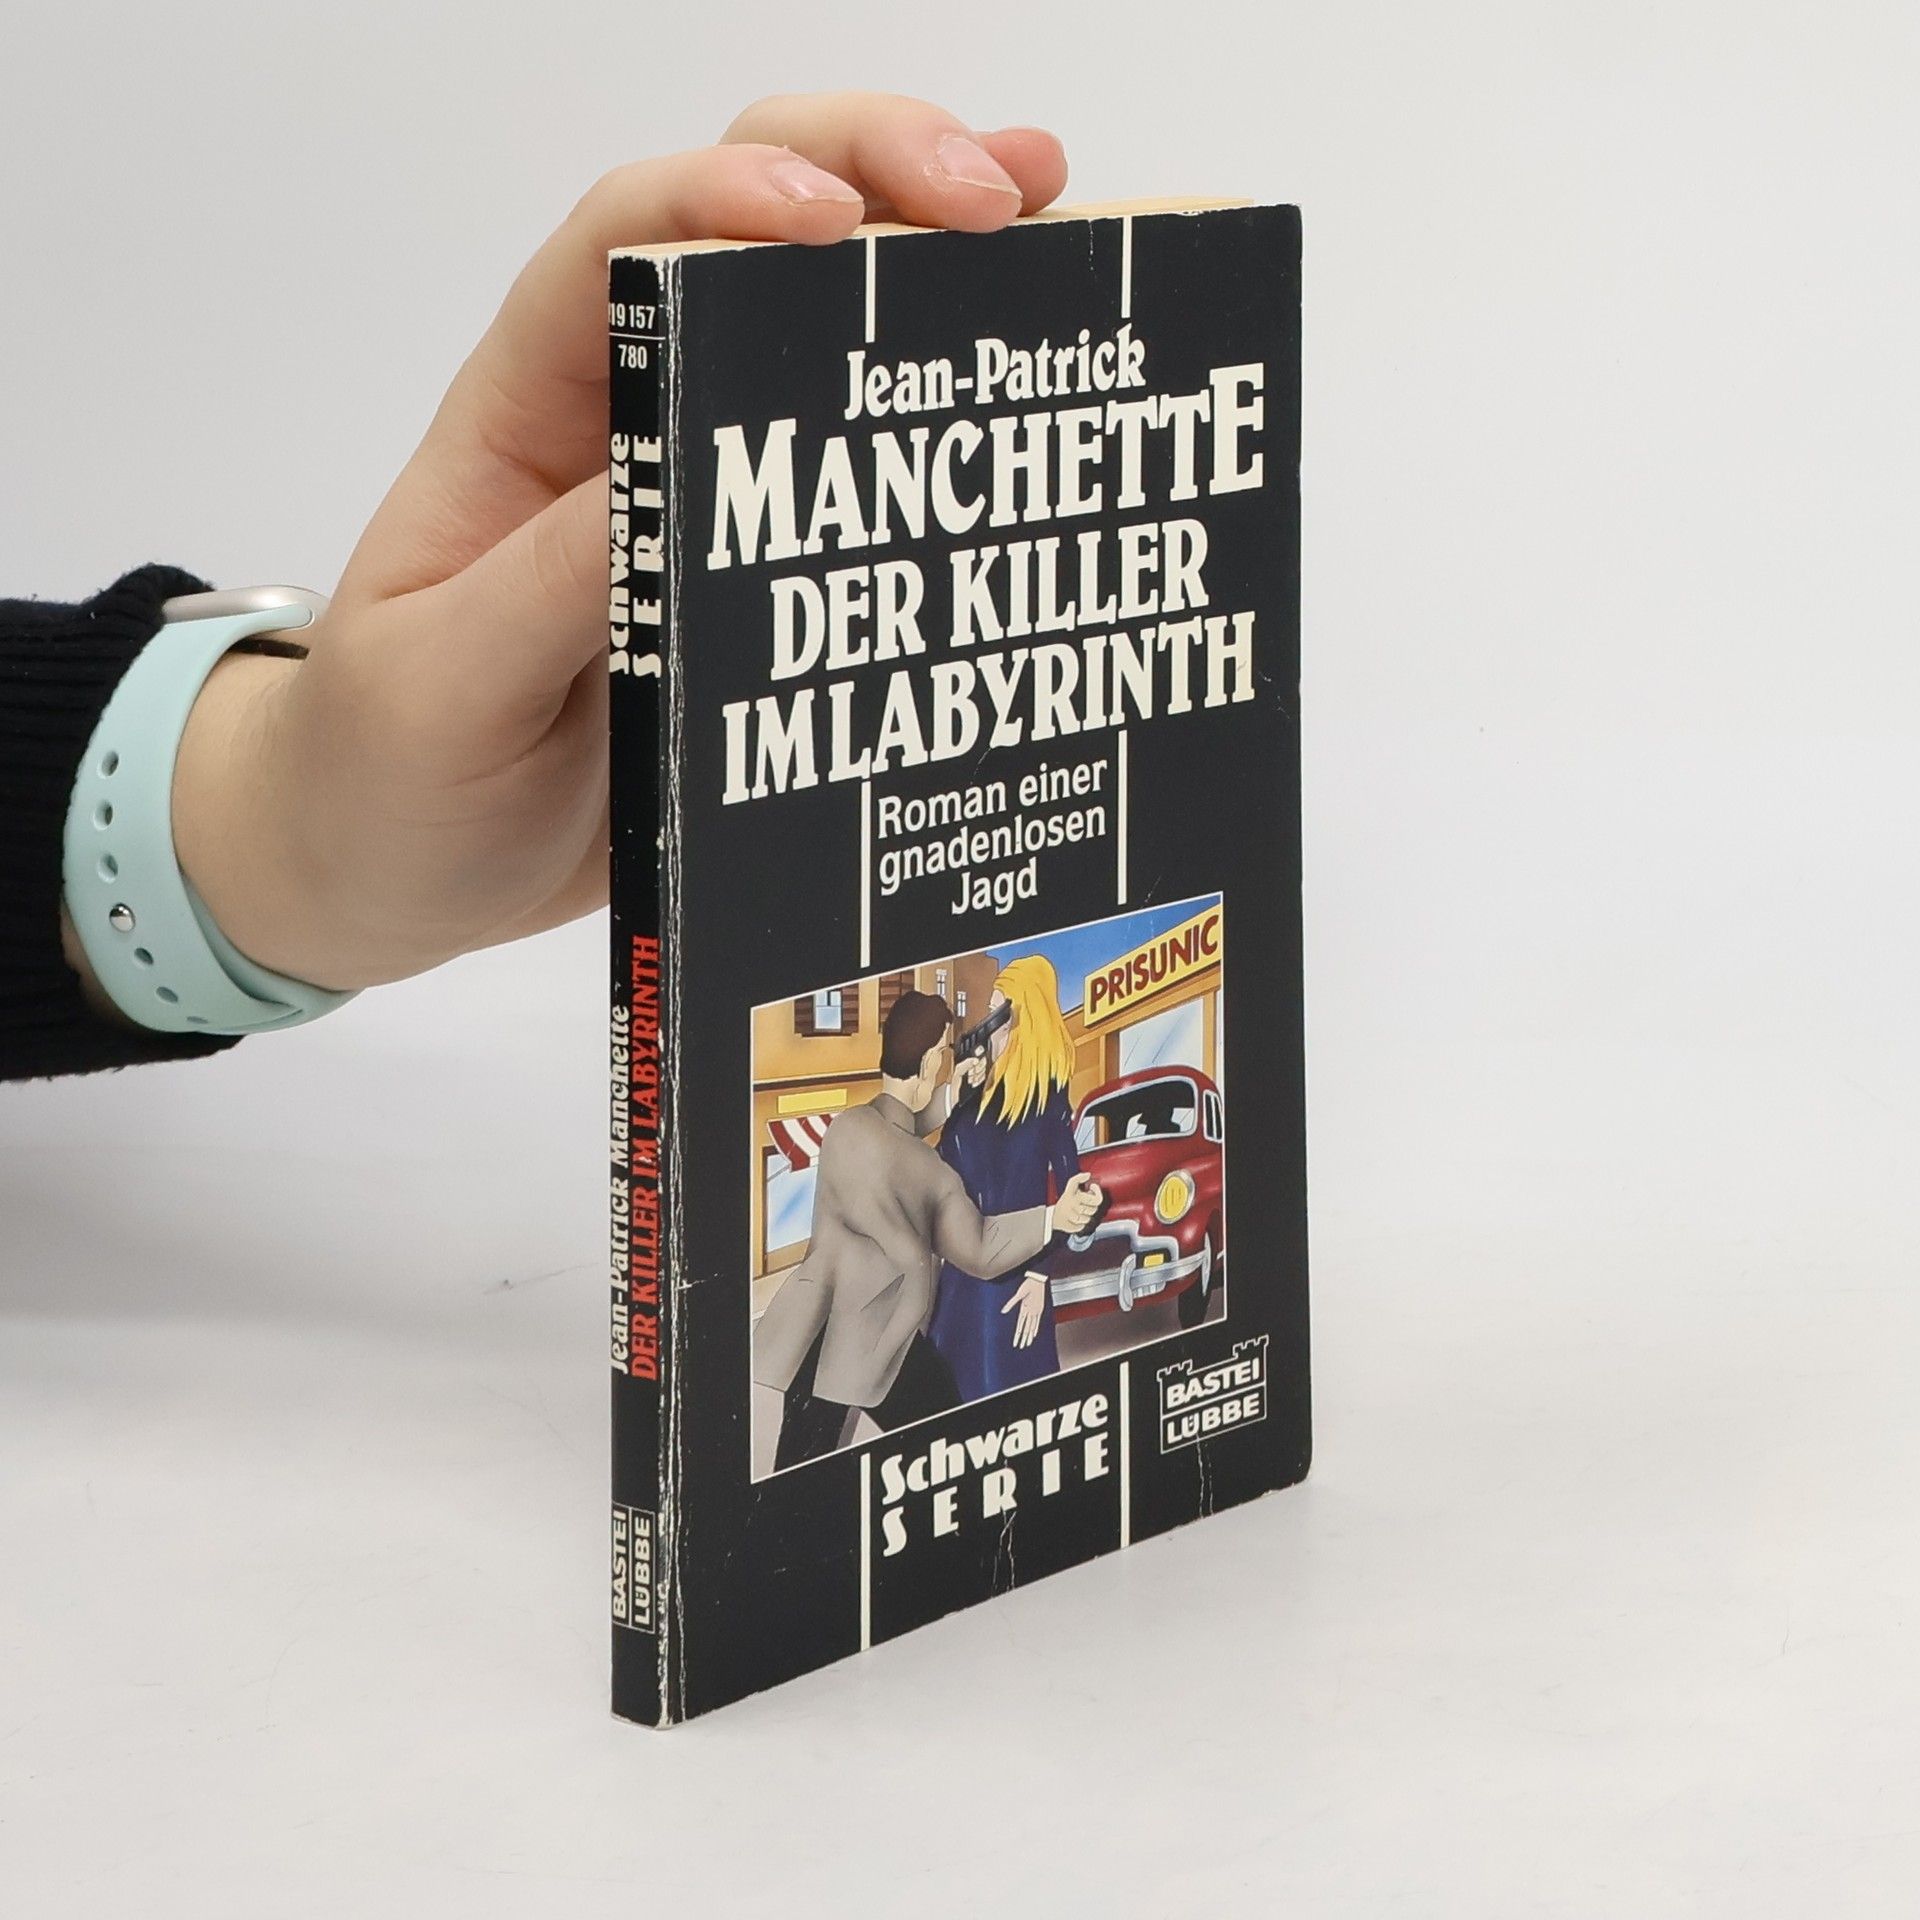 19 157
780
Schwarze
SERIE
Jean-Patrick Manchette
DER KILLER IM LABYRINTH
BASTEI
LÜBBE
Jean-Patrick
MANCHETTE
DER KILLER
IM LABYRINTH
Roman einer
gnadenlosen
Jagd
PRISUNIC
Schwarze
SERIE
BASTEI
LÜBBE